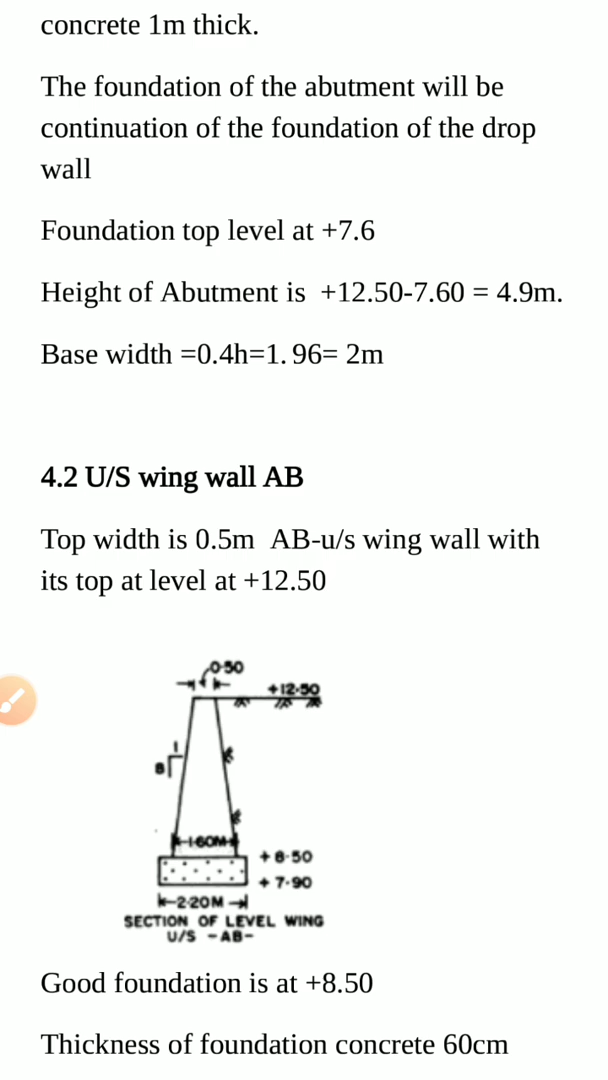 concrete 1m thick.
The foundation of the abutment will be
continuation of the foundation of the drop
wall
Foundation top level at +7.6
Height of Abutment is +12.50-7.60 = 4.9m.
Base width =0.4h=1.96= 2m
4.2 U/S wing wall AB
Top width is 0.5m AB-u/s wing wall with
its top at level at +12.50
0.50
+12.50
1
8
1.60M
+8.50
+7.90
2.20M
SECTION OF LEVEL WING
U/S -AB-
Good foundation is at +8.50
Thickness of foundation concrete 60cm